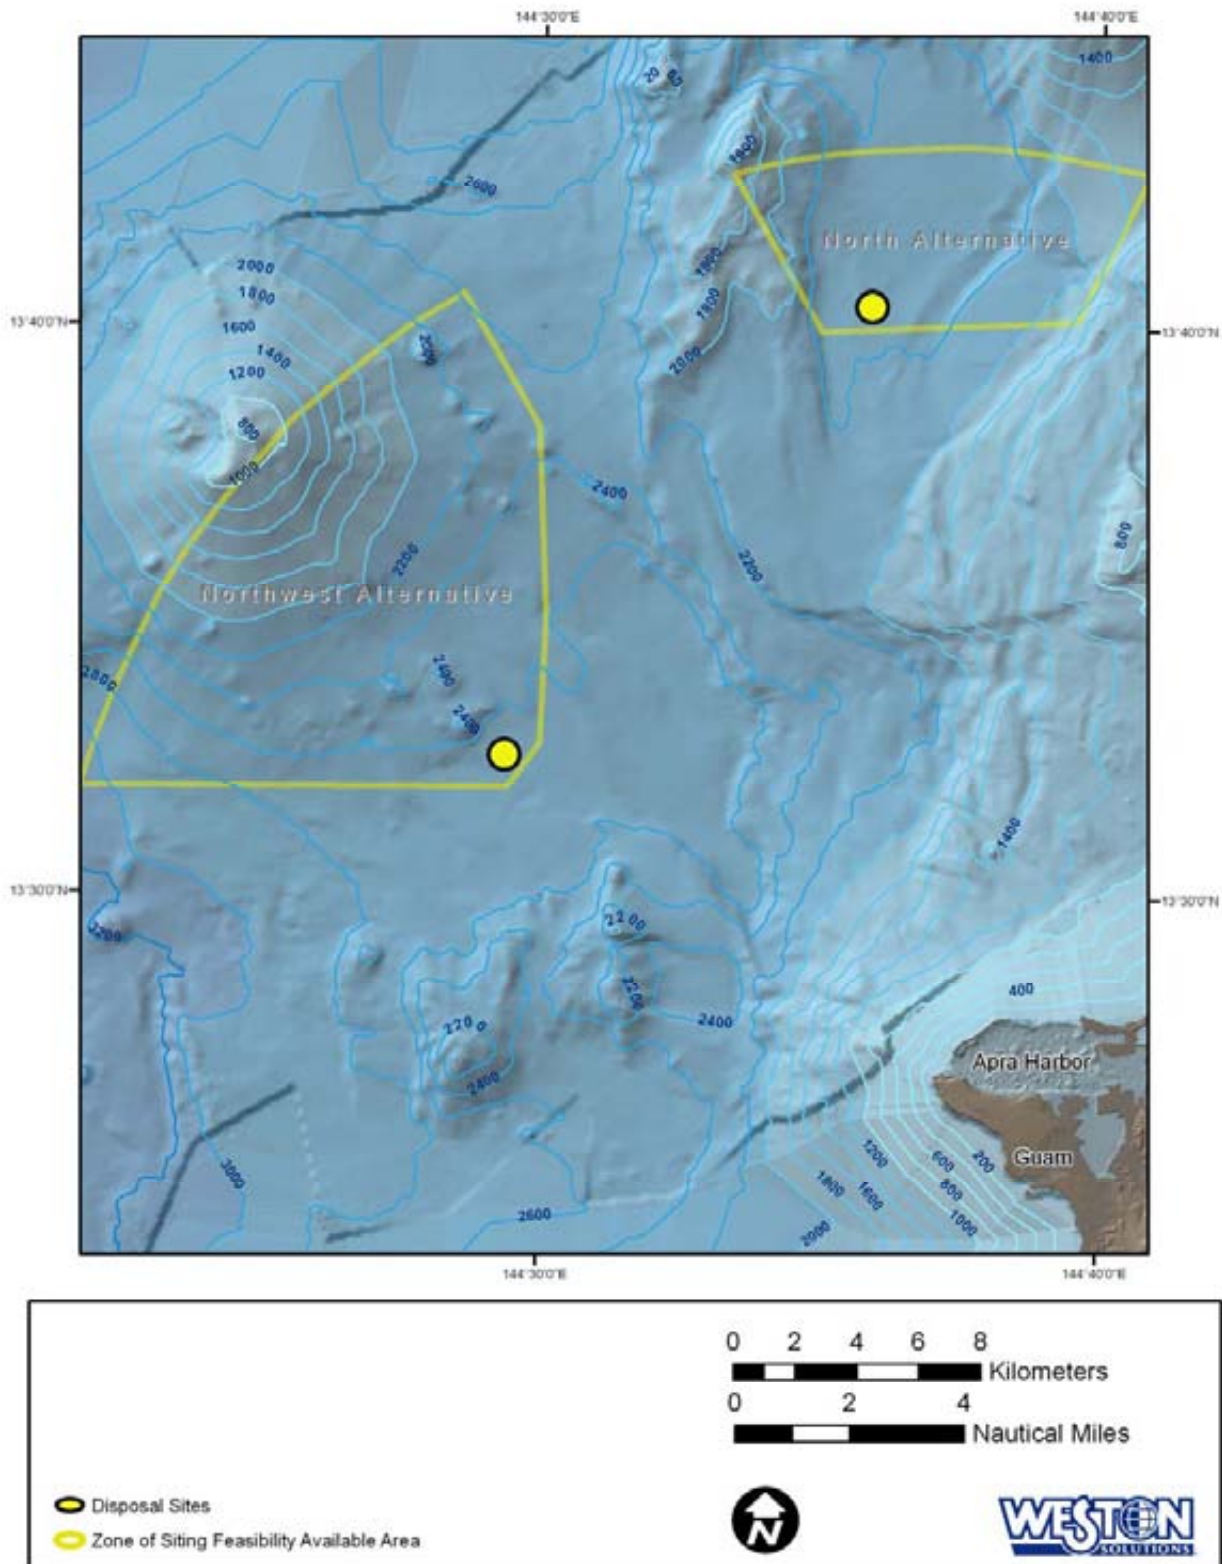 144°30'0"E
144°40'0"E
1400
1800
2600
North Alternative
2000
1800
1800
1800
13°40'0"N
1600
2000
13°40'0"N
1400
2000
1200
800
1000
2400
800
2200
2200
Northwest Alternative
2400
2800
2400
1400
13°30'0"N
13°30'0"N
2200
3200
400
2200
2400
2200
Apra Harbor
2400
1200
600
200
Guam
3000
1800
1600
800
1000
2600
2000
144°30'0"E
144°40'0"E
0 2 4 6 8
Kilometers
0 2 4
Nautical Miles
Disposal Sites
Zone of Siting Feasibility Available Area
N
WESTON
SOLUTIONS